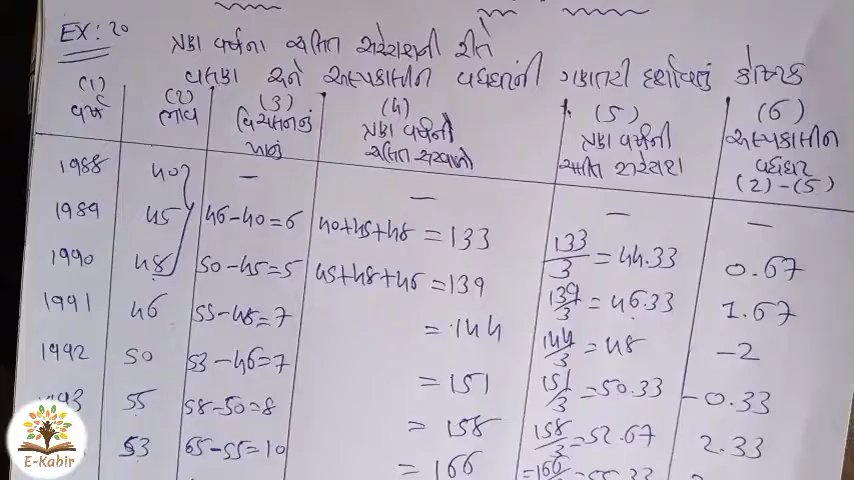 EX: 20 ત્રણ વર્ષના ચલિત સરેરાશની રીતે
વલણ અને અલ્પકાલીન વધઘટની ગણતરી દર્શાવતું કોષ્ટક
(1) વર્ષ (2) ભાવ (3) વિચલનનું પાનું (4) ત્રણ વર્ષની ચલિત સરવાળો (5) ત્રણ વર્ષની ચલિત સરેરાશ (6) અલ્પકાલીન વધઘટ (2)-(5)
1988 40 — — — —
1989 45 46-40=6 40+45+48 =133 133/3 = 44.33 0.67
1990 48 50-45=5 45+48+46 =139 139/3 = 46.33 1.67
1991 46 55-48=7 =144 144/3 = 48 -2
1992 50 53-46=7 =151 151/3 =50.33 -0.33
93 55 58-50=8 = 158 158/3 =52.67 2.33
53 65-55=10 = 166 =166
E-Kabir